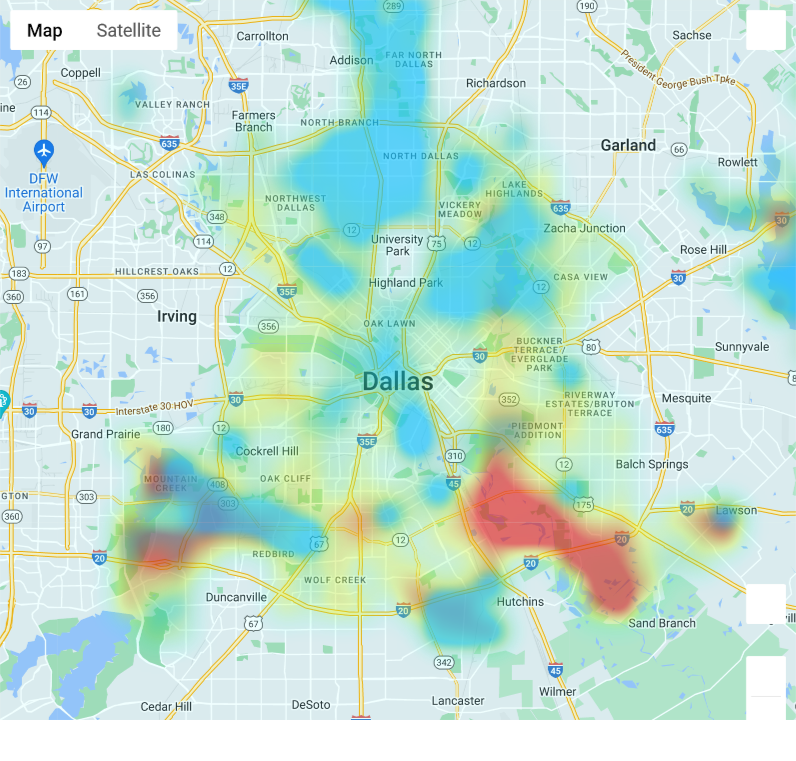 Map Satellite
289
190
Carrollton
Sachse
Addison
FAR NORTH
DALLAS
President George Bush Tpke
Coppell
26
35E
Richardson
VALLEY RANCH
114
Farmers
Branch
NORTH BRANCH
635
Garland
66
NORTH DALLAS
Rowlett
DFW
International
Airport
LAS COLINAS
LAKE
HIGHLANDS
NORTHWEST
DALLAS
VICKERY
MEADOW
635
348
30
12
Zacha Junction
114
97
University
Park
75
12
Rose Hill
183
HILLCREST OAKS
12
30
CASA VIEW
Highland Park
12
161
356
35E
360
Irving
356
OAK LAWN
BUCKNER
TERRACE/
EVERGLADE
PARK
80
Sunnyvale
30
Dallas
30
352
RIVERWAY
ESTATES/BRUTON
TERRACE
Mesquite
30
30
Interstate 30 HOV
180
12
635
Grand Prairie
35E
PIEDMONT
ADDITION
Cockrell Hill
310
12
Balch Springs
MOUNTAIN
CREEK
408
OAK CLIFF
45
GTON
303
303
175
20
Lawson
360
67
12
20
20
REDBIRD
20
WOLF CREEK
Duncanville
20
Hutchins
67
Sand Branch
342
45
Wilmer
Cedar Hill
DeSoto
Lancaster